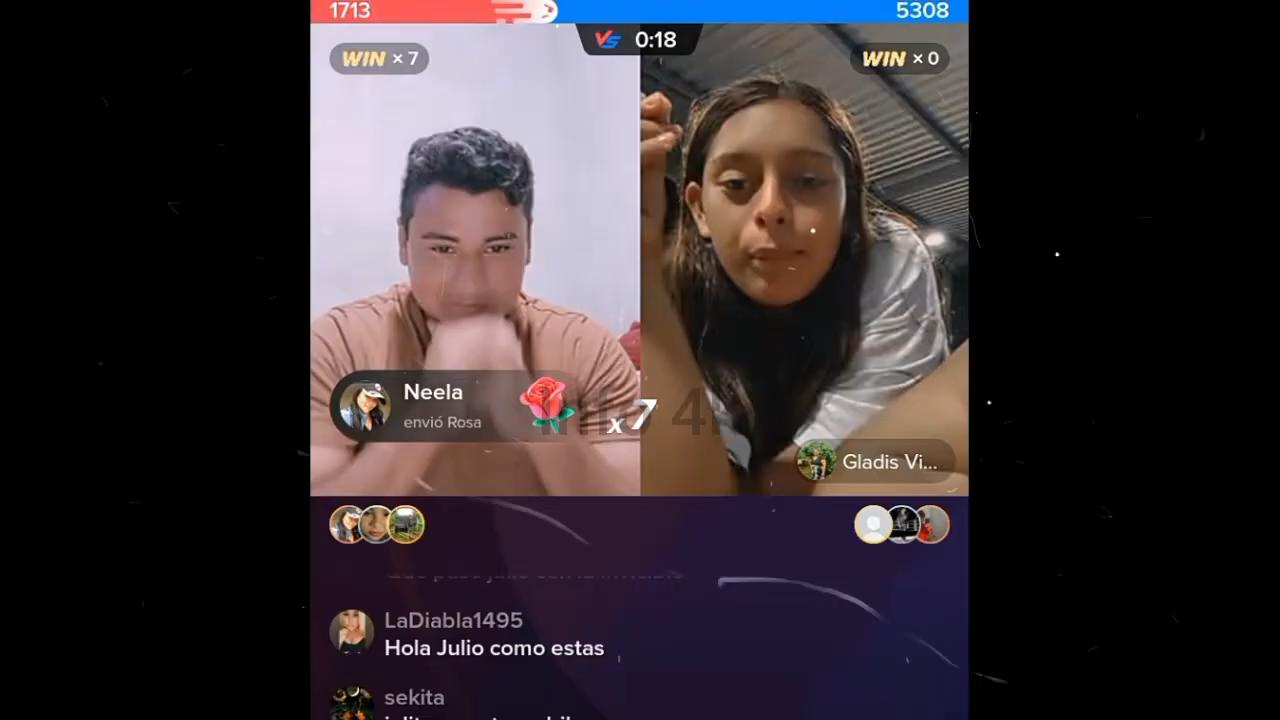 1713
5308
VS 0:18
WIN × 7
WIN × 0
Neela
envió Rosa
x7
Gladis Vi...
LaDiabla1495
Hola Julio como estas
sekita